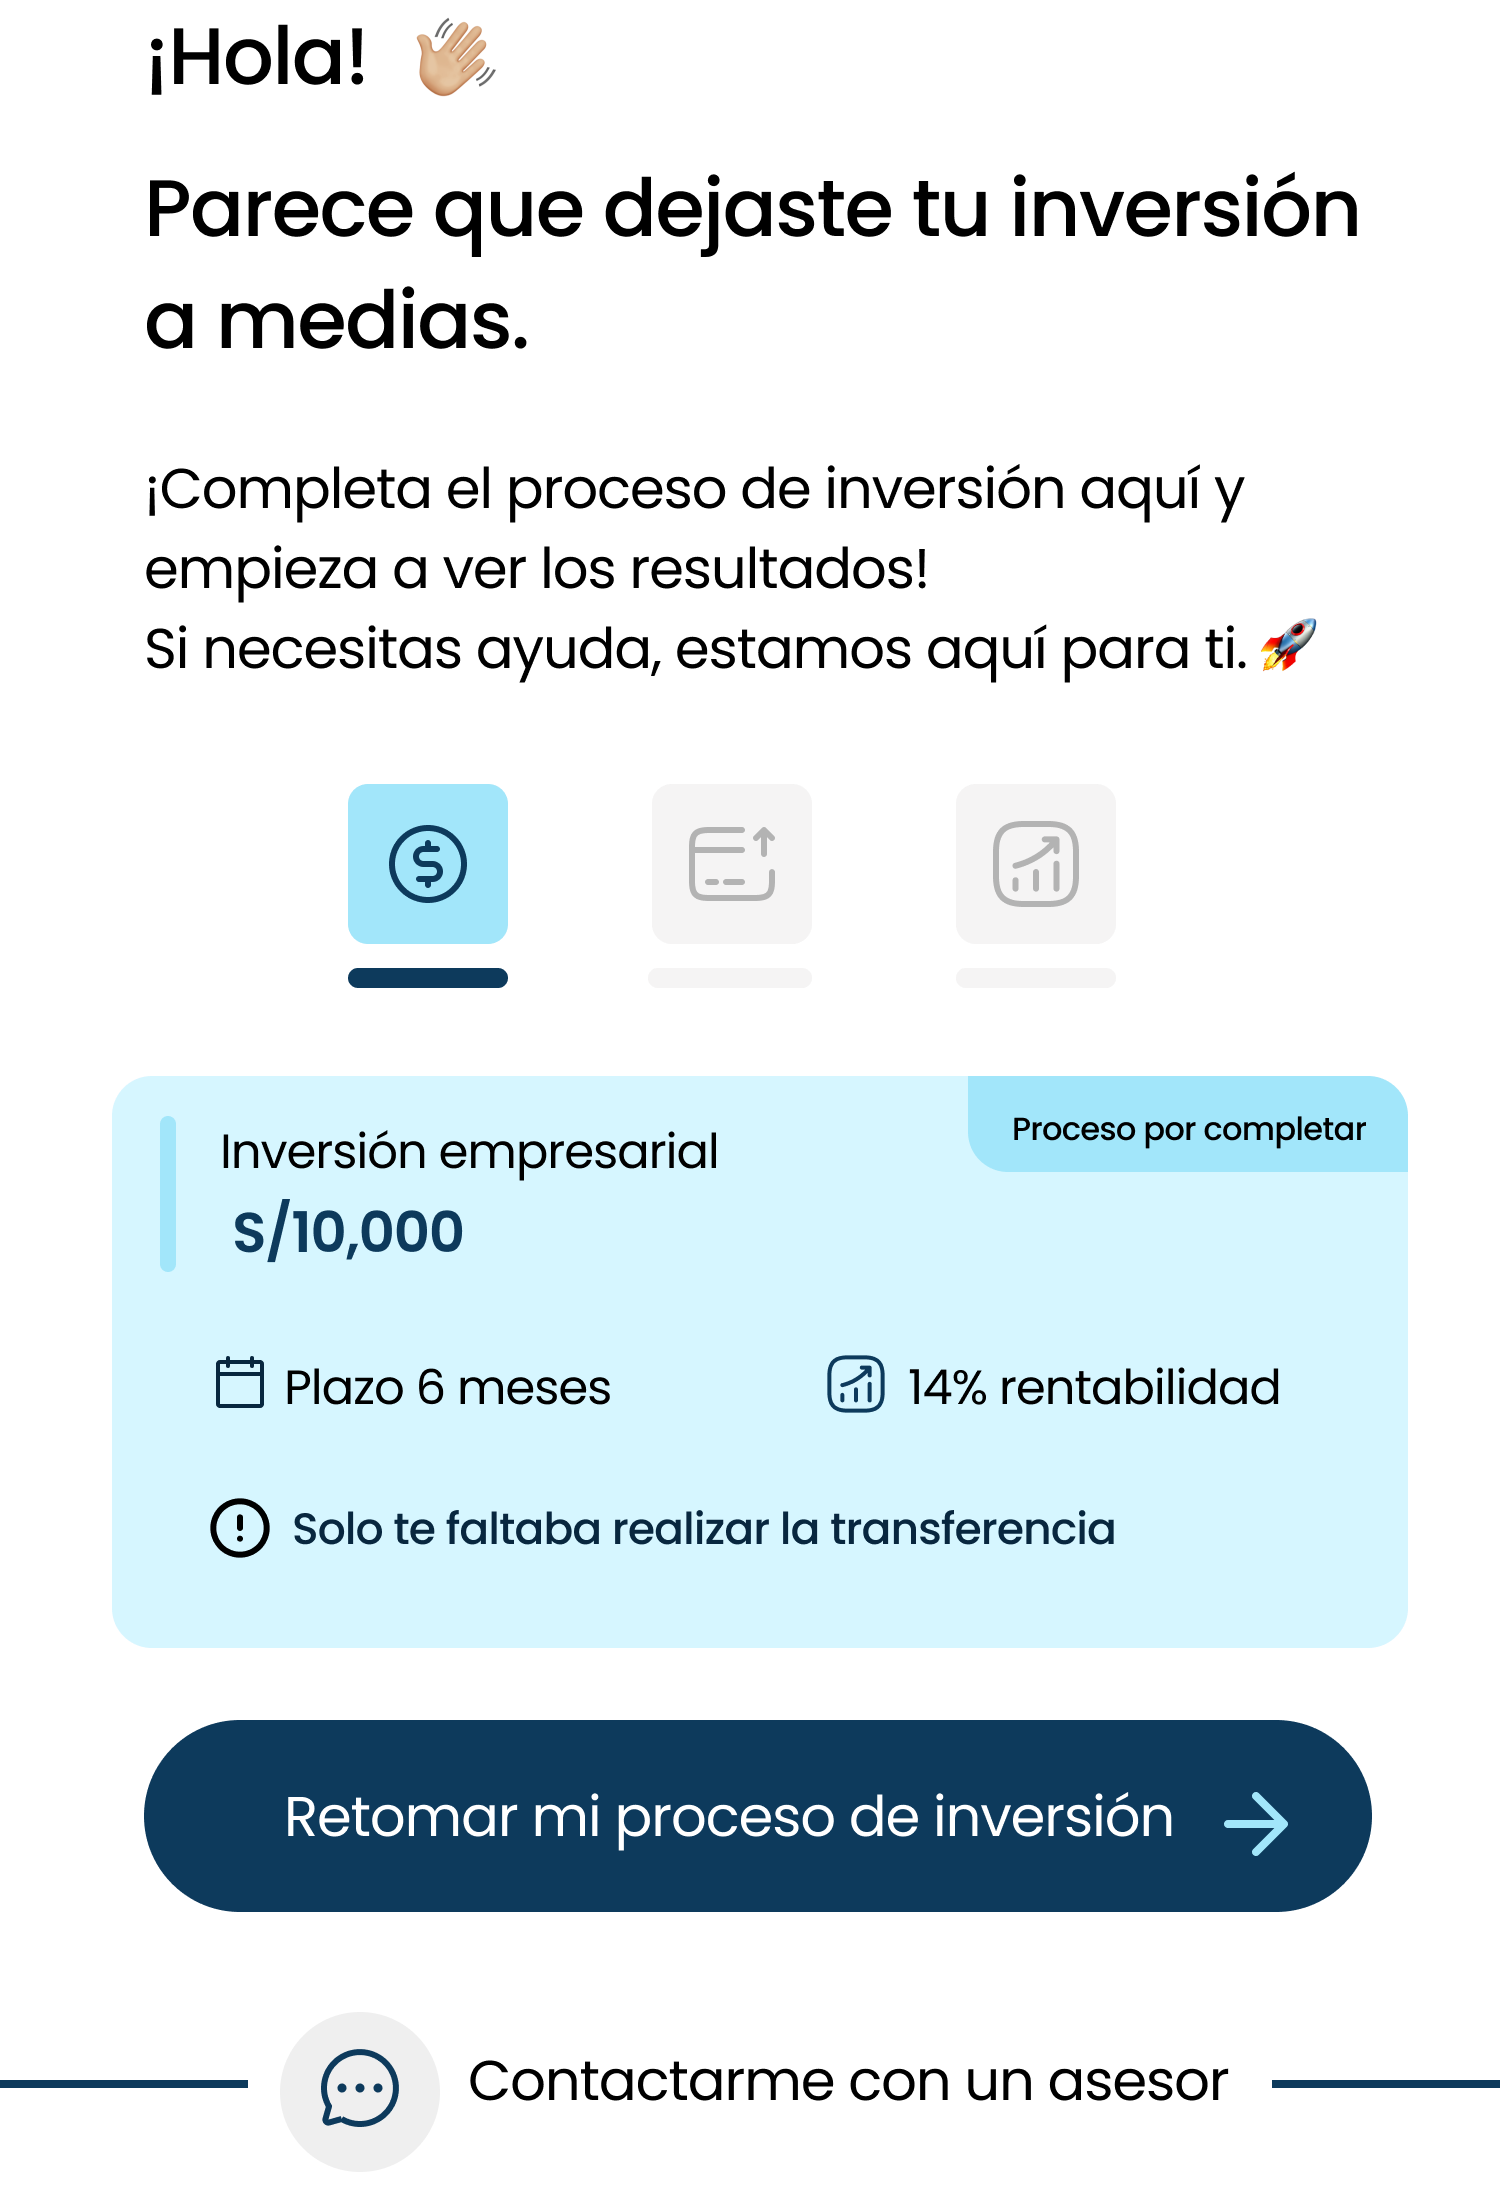 ¡Hola! 👋🏼
Parece que dejaste tu inversión
a medias.
¡Completa el proceso de inversión aquí y
empieza a ver los resultados!
Si necesitas ayuda, estamos aquí para ti. 🚀
Proceso por completar
Inversión empresarial
S/10,000
Plazo 6 meses
14% rentabilidad
Solo te faltaba realizar la transferencia
Retomar mi proceso de inversión
Contactarme con un asesor